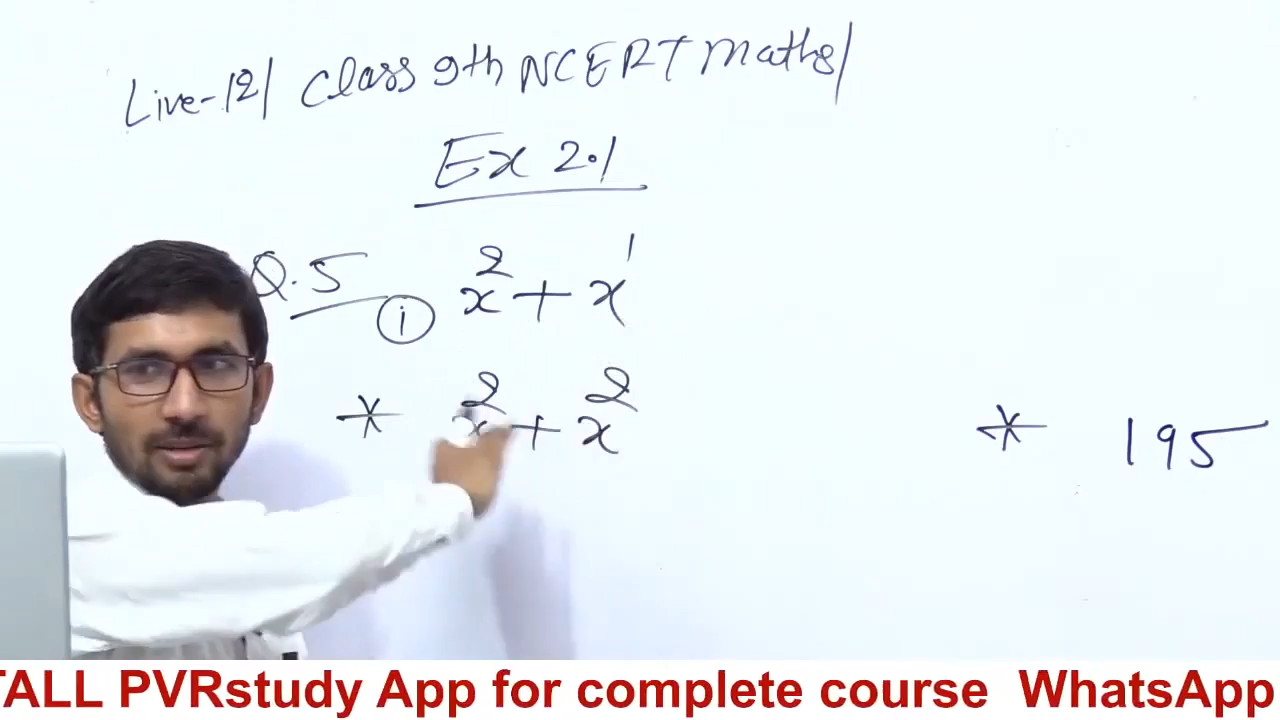 Live-12/ Class 9th NCERT Maths/
Ex 2.1
Q.5
(i) x² + x¹
* x² + x²
* 195
TALL PVRstudy App for complete course WhatsApp